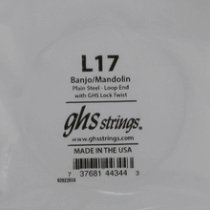 L17
Banjo/Mandolin
Plain Steel - Loop End
with GHS Lock Twist
ghs strings.
www.ghsstrings.com
MADE IN THE USA
7 37681 44344 3